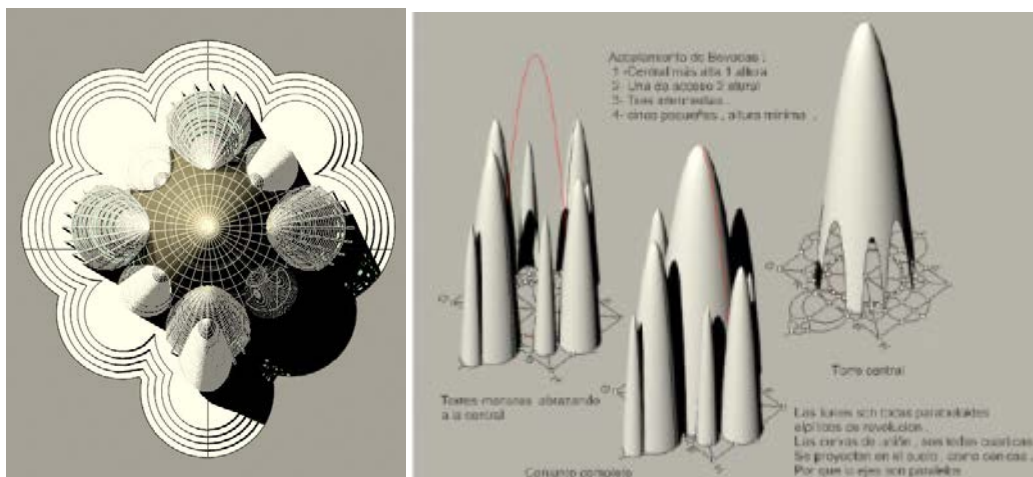 Acoplamiento de Bovedas :
1 -Central más alta 1 altura
2- Una de acceso 2 altura
3- Tres intermedias .
4- cinco pequeñas , altura mínima .
Torre central
Torres menores abrazando
a la central
Conjunto completo
Las torres son todas paraboloides
elípticos de revolución .
Las curvas de unión , son todas cuarticas
Se proyectan en el suelo , como cónicas .
Por que lo ejes son paralelos